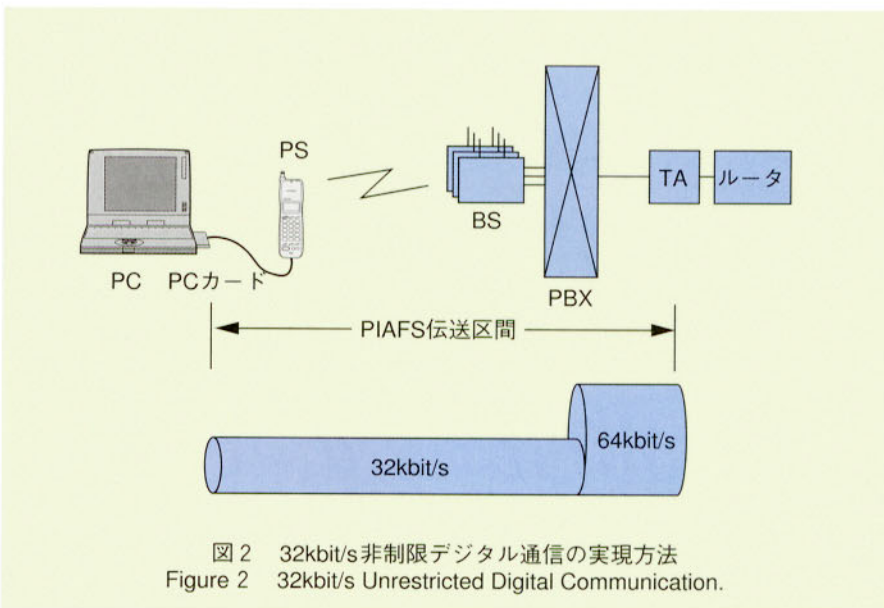 PS
BS
TA
ルータ
PC
PCカード
PBX
PIAFS伝送区間
32kbit/s
64kbit/s
図2 32kbit/s非制限デジタル通信の実現方法
Figure 2 32kbit/s Unrestricted Digital Communication.